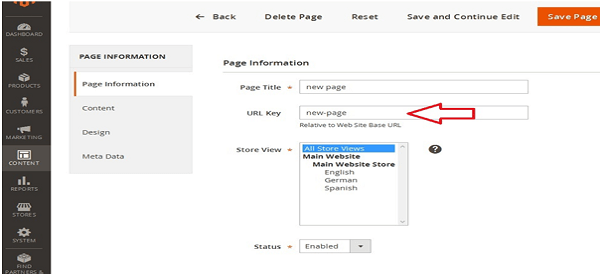 ← Back Delete Page Reset Save and Continue Edit Save Page
DASHBOARD
$
SALES
PRODUCTS
CUSTOMERS
MARKETING
CONTENT
REPORTS
STORES
SYSTEM
FIND
PARTNERS &
PAGE INFORMATION
Page Information
Content
Design
Meta Data
Page Information
Page Title * new page
URL Key new-page
Relative to Web Site Base URL
Store View * All Store Views
Main Website
Main Website Store
English
German
Spanish
?
Status * Enabled